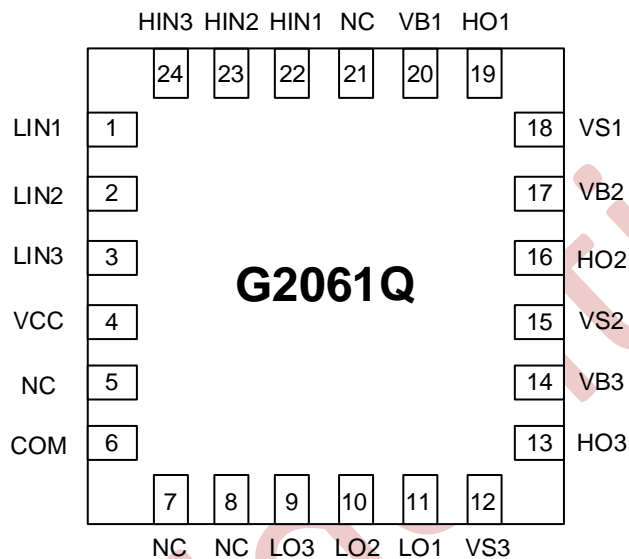 HIN3 HIN2 HIN1 NC VB1 HO1
24 23 22 21 20 19
LIN1 1 18 VS1
LIN2 2 17 VB2
LIN3 3 16 HO2
G2061Q
VCC 4 15 VS2
NC 5 14 VB3
COM 6 13 HO3
7 8 9 10 11 12
NC NC LO3 LO2 LO1 VS3